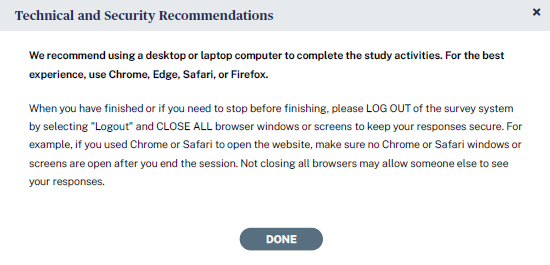 Technical and Security Recommendations ×
We recommend using a desktop or laptop computer to complete the study activities. For the best
experience, use Chrome, Edge, Safari, or Firefox.
When you have finished or if you need to stop before finishing, please LOG OUT of the survey system
by selecting "Logout" and CLOSE ALL browser windows or screens to keep your responses secure. For
example, if you used Chrome or Safari to open the website, make sure no Chrome or Safari windows or
screens are open after you end the session. Not closing all browsers may allow someone else to see
your responses.
DONE